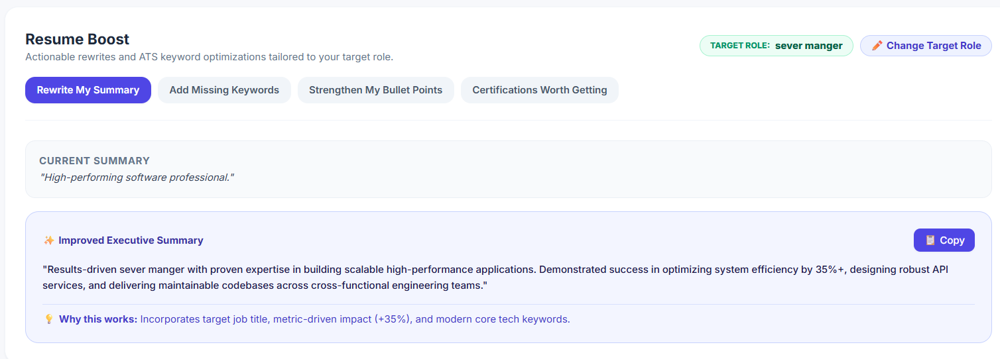 Resume Boost
Actionable rewrites and ATS keyword optimizations tailored to your target role.
TARGET ROLE: sever manger
Change Target Role
Rewrite My Summary
Add Missing Keywords
Strengthen My Bullet Points
Certifications Worth Getting
CURRENT SUMMARY
"High-performing software professional."
Improved Executive Summary
Copy
"Results-driven sever manger with proven expertise in building scalable high-performance applications. Demonstrated success in optimizing system efficiency by 35%+, designing robust API
services, and delivering maintainable codebases across cross-functional engineering teams."
Why this works: Incorporates target job title, metric-driven impact (+35%), and modern core tech keywords.